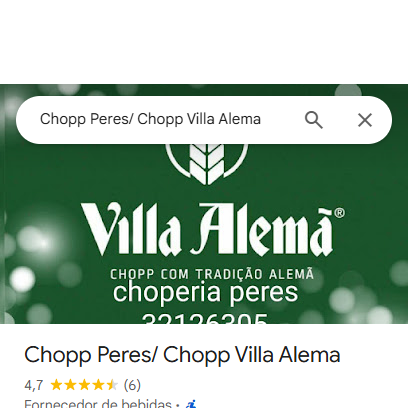 Chopp Peres/ Chopp Villa Alema
Villa Alemã®
CHOPP COM TRADIÇÃO ALEMÃ
choperia peres
32126305
Chopp Peres/ Chopp Villa Alema
4,7 (6)
Fornecedor de bebidas ·